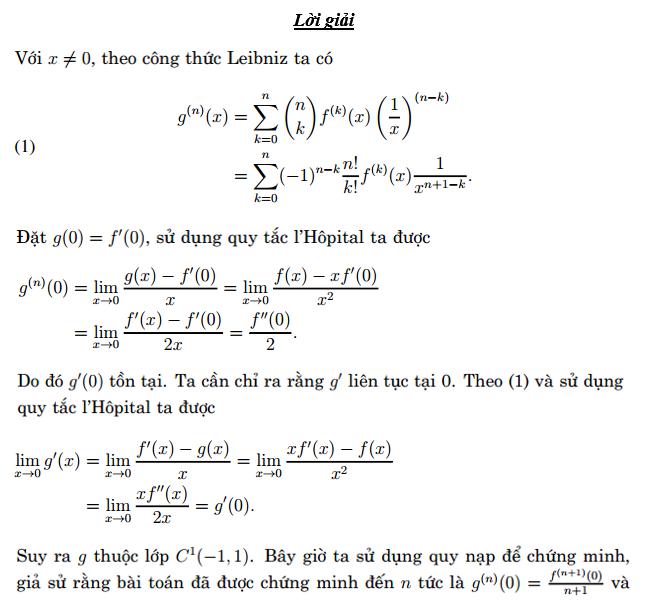 Lời giải
Với $x \neq 0$, theo công thức Leibniz ta có
(1)
$g^{(n)}(x) = \sum_{k=0}^{n} \binom{n}{k} f^{(k)}(x) \left(\frac{1}{x}\right)^{(n-k)}$
$= \sum_{k=0}^{n} (-1)^{n-k} \frac{n!}{k!} f^{(k)}(x) \frac{1}{x^{n+1-k}}.$
Đặt $g(0) = f'(0)$, sử dụng quy tắc l'Hôpital ta được
$g^{(n)}(0) = \lim_{x \to 0} \frac{g(x) - f'(0)}{x} = \lim_{x \to 0} \frac{f(x) - xf'(0)}{x^2}$
$= \lim_{x \to 0} \frac{f'(x) - f'(0)}{2x} = \frac{f''(0)}{2}.$
Do đó $g'(0)$ tồn tại. Ta cần chỉ ra rằng $g'$ liên tục tại 0. Theo (1) và sử dụng
quy tắc l'Hôpital ta được
$\lim_{x \to 0} g'(x) = \lim_{x \to 0} \frac{f'(x) - g(x)}{x} = \lim_{x \to 0} \frac{xf'(x) - f(x)}{x^2}$
$= \lim_{x \to 0} \frac{xf''(x)}{2x} = g'(0).$
Suy ra $g$ thuộc lớp $C^1(-1, 1)$. Bây giờ ta sử dụng quy nạp để chứng minh,
giả sử rằng bài toán đã được chứng minh đến $n$ tức là $g^{(n)}(0) = \frac{f^{(n+1)}(0)}{n+1}$ và